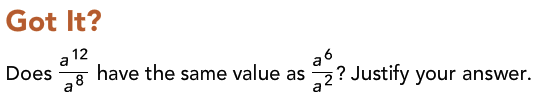 Got It?
Does a^12/a^8 have the same value as a^6/a^2? Justify your answer.